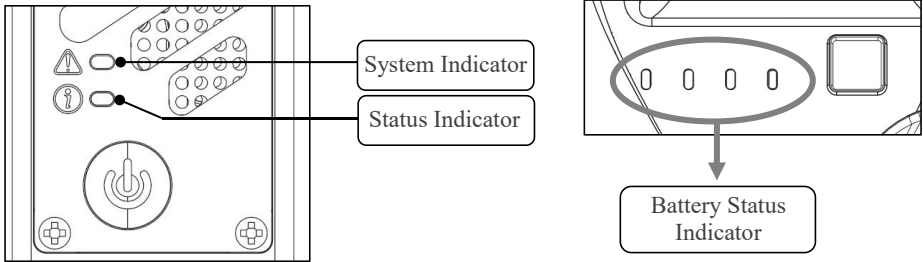 System Indicator
Status Indicator
Battery Status
Indicator